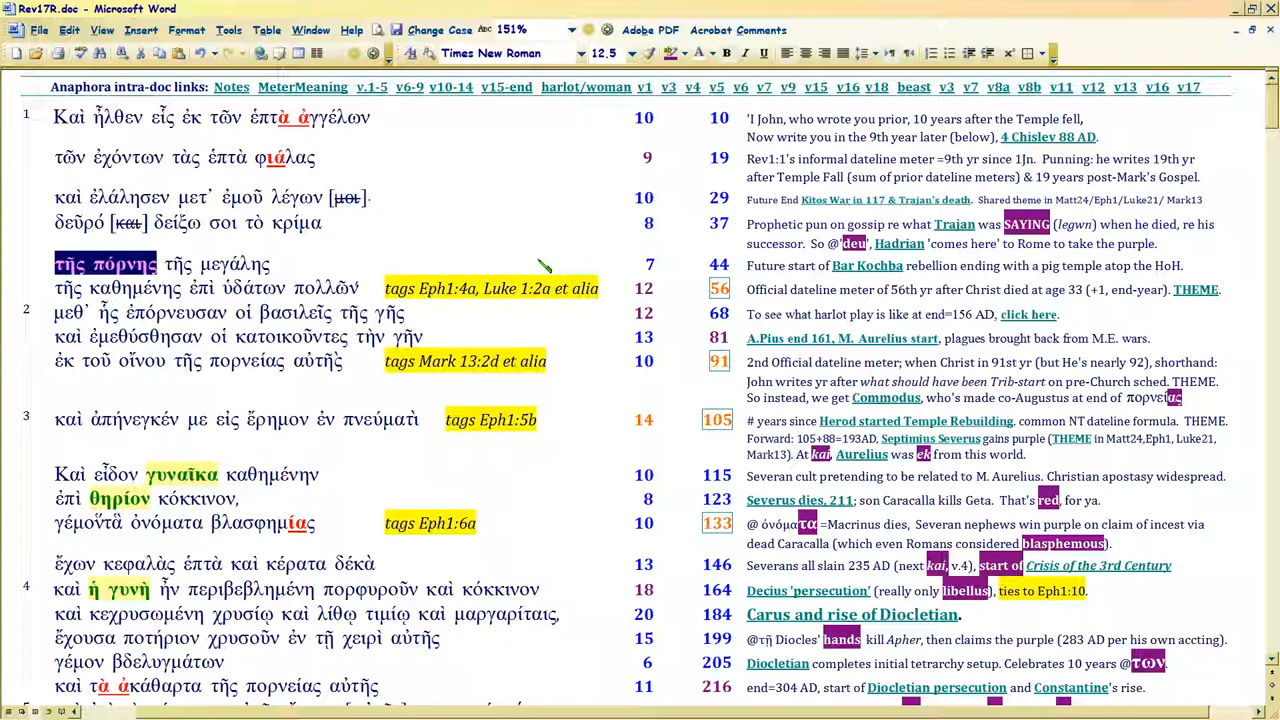 Rev17R.doc - Microsoft Word
File Edit View Insert Format Tools Table Window Help Change Case 151% Adobe PDF Acrobat Comments
Times New Roman 12.5 B I U
Anaphora intra-doc links: Notes MeterMeaning v.1-5 v6-9 v10-14 v15-end harlot/woman v1 v3 v4 v5 v6 v7 v9 v15 v16 v18 beast v3 v7 v8a v8b v11 v12 v13 v16 v17
1 Καὶ ἦλθεν εἷς ἐκ τῶν ἑπτὰ ἀγγέλων 10 10 'I John, who wrote you prior, 10 years after the Temple fell,
Now write you in the 9th year later (below), 4 Chislev 88 AD.
τῶν ἐχόντων τὰς ἑπτὰ φιάλας 9 19 Rev1:1's informal dateline meter =9th yr since 1Jn. Punning: he writes 19th yr
after Temple Fall (sum of prior dateline meters) & 19 years post-Mark's Gospel.
καὶ ἐλάλησεν μετ᾽ ἐμοῦ λέγων [μοι]· 10 29 Future End Kitos War in 117 & Trajan's death. Shared theme in Matt24/Eph1/Luke21/ Mark13
δεῦρό [και] δείξω σοι τὸ κρίμα 8 37 Prophetic pun on gossip re what Trajan was SAYING (legwn) when he died, re his
successor. So @'deu', Hadrian 'comes here' to Rome to take the purple.
τῆς πόρνης τῆς μεγάλης 7 44 Future start of Bar Kochba rebellion ending with a pig temple atop the HoH.
τῆς καθημένης ἐπὶ ὑδάτων πολλῶν tags Eph1:4a, Luke 1:2a et alia 12 56 Official dateline meter of 56th yr after Christ died at age 33 (+1, end-year). THEME.
2 μεθ᾽ ἧς ἐπόρνευσαν οἱ βασιλεῖς τῆς γῆς 12 68 To see what harlot play is like at end=156 AD, click here.
καὶ ἐμεθύσθησαν οἱ κατοικοῦντες τὴν γῆν 13 81 A.Pius end 161, M. Aurelius start, plagues brought back from M.E. wars.
ἐκ τοῦ οἴνου τῆς πορνείας αὐτῆς tags Mark 13:2d et alia 10 91 2nd Official dateline meter; when Christ in 91st yr (but He's nearly 92), shorthand:
John writes yr after what should have been Trib-start on pre-Church sched. THEME.
So instead, we get Commodus, who's made co-Augustus at end of πορνείας
3 καὶ ἀπήνεγκέν με εἰς ἔρημον ἐν πνεύματι tags Eph1:5b 14 105 # years since Herod started Temple Rebuilding. common NT dateline formula. THEME.
Forward: 105+88=193AD, Septimius Severus gains purple (THEME in Matt24,Eph1, Luke21,
Mark13). At kai, Aurelius was ek from this world.
Καὶ εἶδον γυναῖκα καθημένην 10 115 Severan cult pretending to be related to M. Aurelius. Christian apostasy widespread.
ἐπὶ θηρίον κόκκινον, 8 123 Severus dies, 211; son Caracalla kills Geta. That's red, for ya.
γέμοντὰ ὀνόματα βλασφημίας tags Eph1:6a 10 133 @ ὀνόματα =Macrinus dies, Severan nephews win purple on claim of incest via
dead Caracalla (which even Romans considered blasphemous).
ἔχων κεφαλὰς ἑπτὰ καὶ κέρατα δέκὰ 13 146 Severans all slain 235 AD (next kai, v.4), start of Crisis of the 3rd Century
4 καὶ ἡ γυνὴ ἦν περιβεβλημένη πορφυροῦν καὶ κόκκινον 18 164 Decius 'persecution' (really only libellus), ties to Eph1:10.
καὶ κεχρυσωμένη χρυσίῳ καὶ λίθῳ τιμίῳ καὶ μαργαρίταις, 20 184 Carus and rise of Diocletian.
ἔχουσα ποτήριον χρυσοῦν ἐν τῇ χειρὶ αὐτῆς 15 199 @τῇ Diocles' hands kill Apher, then claims the purple (283 AD per his own accting).
γέμον βδελυγμάτων 6 205 Diocletian completes initial tetrarchy setup. Celebrates 10 years @των.
καὶ τὰ ἀκάθαρτα τῆς πορνείας αὐτῆς 11 216 end=304 AD, start of Diocletian persecution and Constantine's rise.